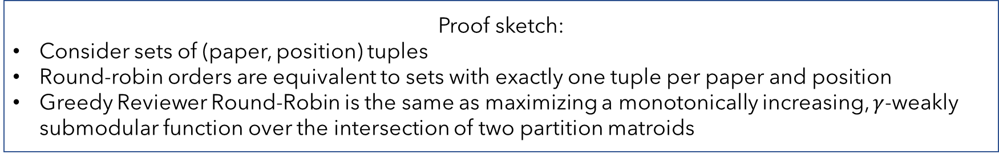 Proof sketch:
• Consider sets of (paper, position) tuples
• Round-robin orders are equivalent to sets with exactly one tuple per paper and position
• Greedy Reviewer Round-Robin is the same as maximizing a monotonically increasing, γ-weakly
submodular function over the intersection of two partition matroids